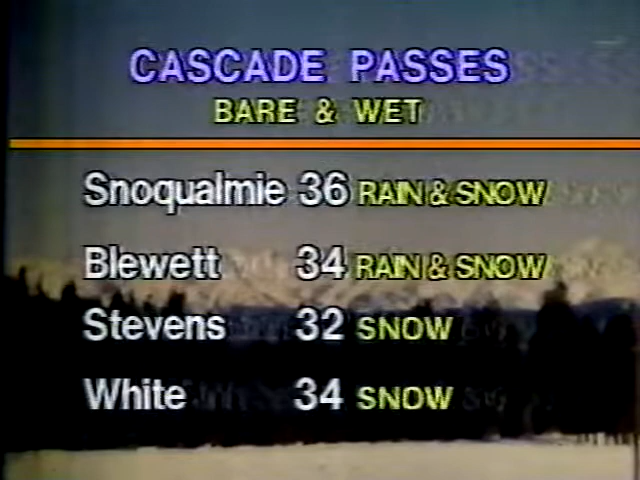 CASCADE PASSES
BARE & WET
Snoqualmie 36 RAIN & SNOW
Blewett 34 RAIN & SNOW
Stevens 32 SNOW
White 34 SNOW